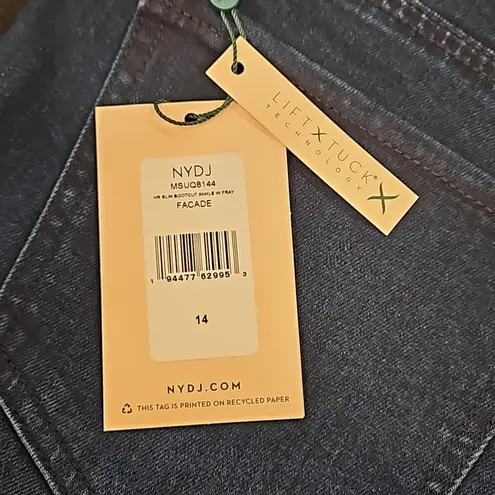 LIFT X TUCK®
TECHNOLOGY
X
NYDJ
MSUQ8144
HR SLIM BOOTCUT ANKLE W FRAY
FACADE
1 94477 62995 3
14
NYDJ.COM
THIS TAG IS PRINTED ON RECYCLED PAPER